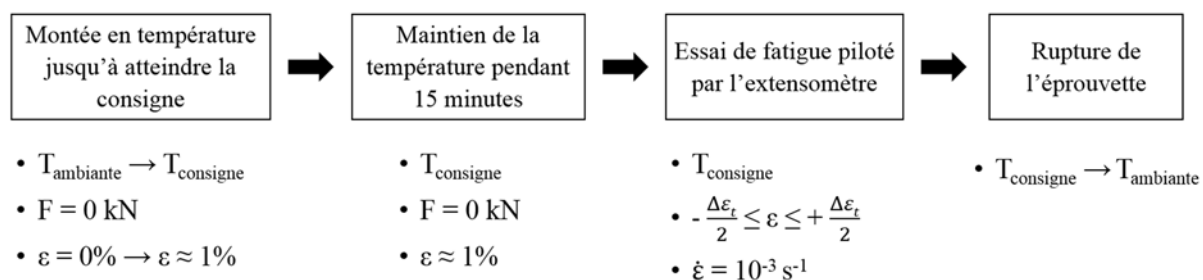 Montée en température
jusqu'à atteindre la
consigne
Maintien de la
température pendant
15 minutes
Essai de fatigue piloté
par l'extensomètre
Rupture de
l'éprouvette
• T_ambiante → T_consigne
• F = 0 kN
• ε = 0% → ε ≈ 1%
• T_consigne
• F = 0 kN
• ε ≈ 1%
• T_consigne
• - Δε_t/2 ≤ ε ≤ + Δε_t/2
• ε̇ = 10⁻³ s⁻¹
• T_consigne → T_ambiante